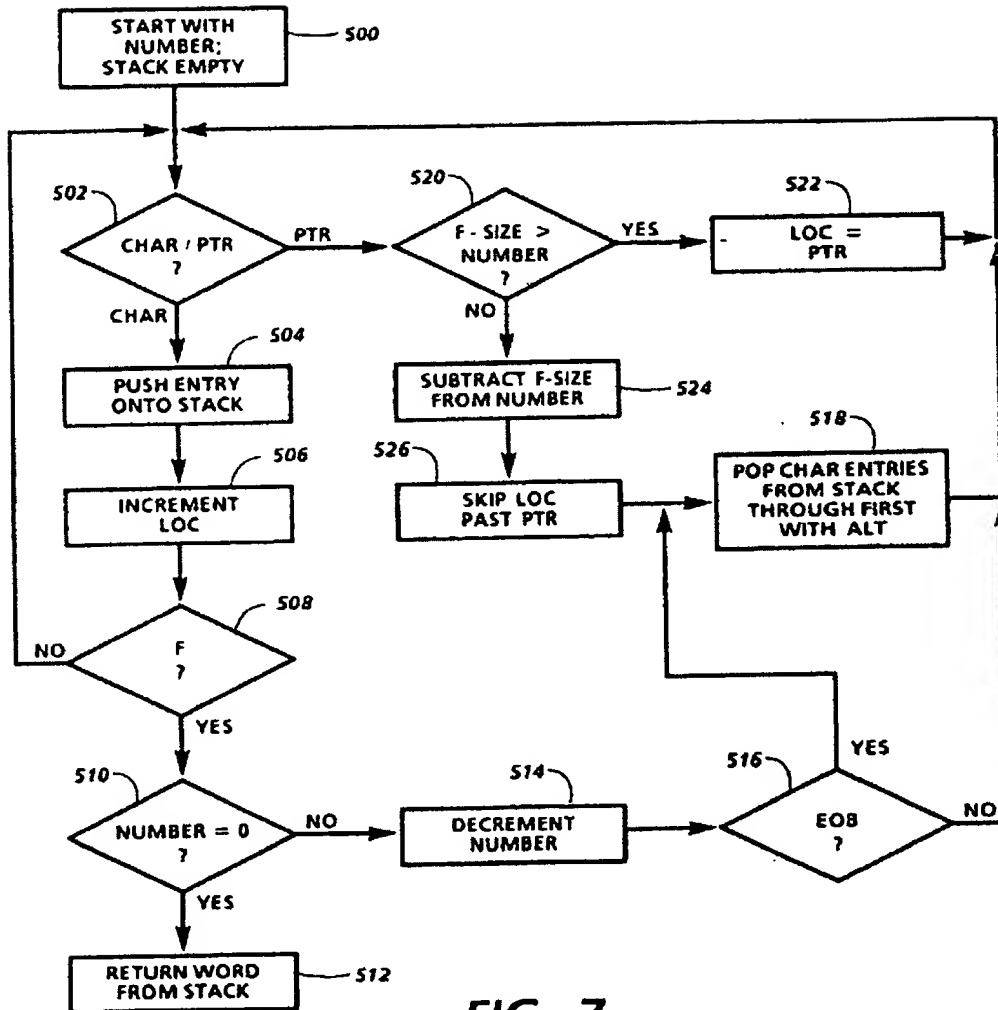 START WITH
NUMBER;
STACK EMPTY
500
502
CHAR / PTR
?
PTR
CHAR
520
F - SIZE >
NUMBER
?
YES
NO
522
LOC =
PTR
504
PUSH ENTRY
ONTO STACK
SUBTRACT F-SIZE
FROM NUMBER
524
506
INCREMENT
LOC
526
SKIP LOC
PAST PTR
518
POP CHAR ENTRIES
FROM STACK
THROUGH FIRST
WITH ALT
508
F
?
NO
YES
510
NUMBER = 0
?
NO
YES
514
DECREMENT
NUMBER
516
EOB
?
YES
NO
RETURN WORD
FROM STACK
512
FIG. 7